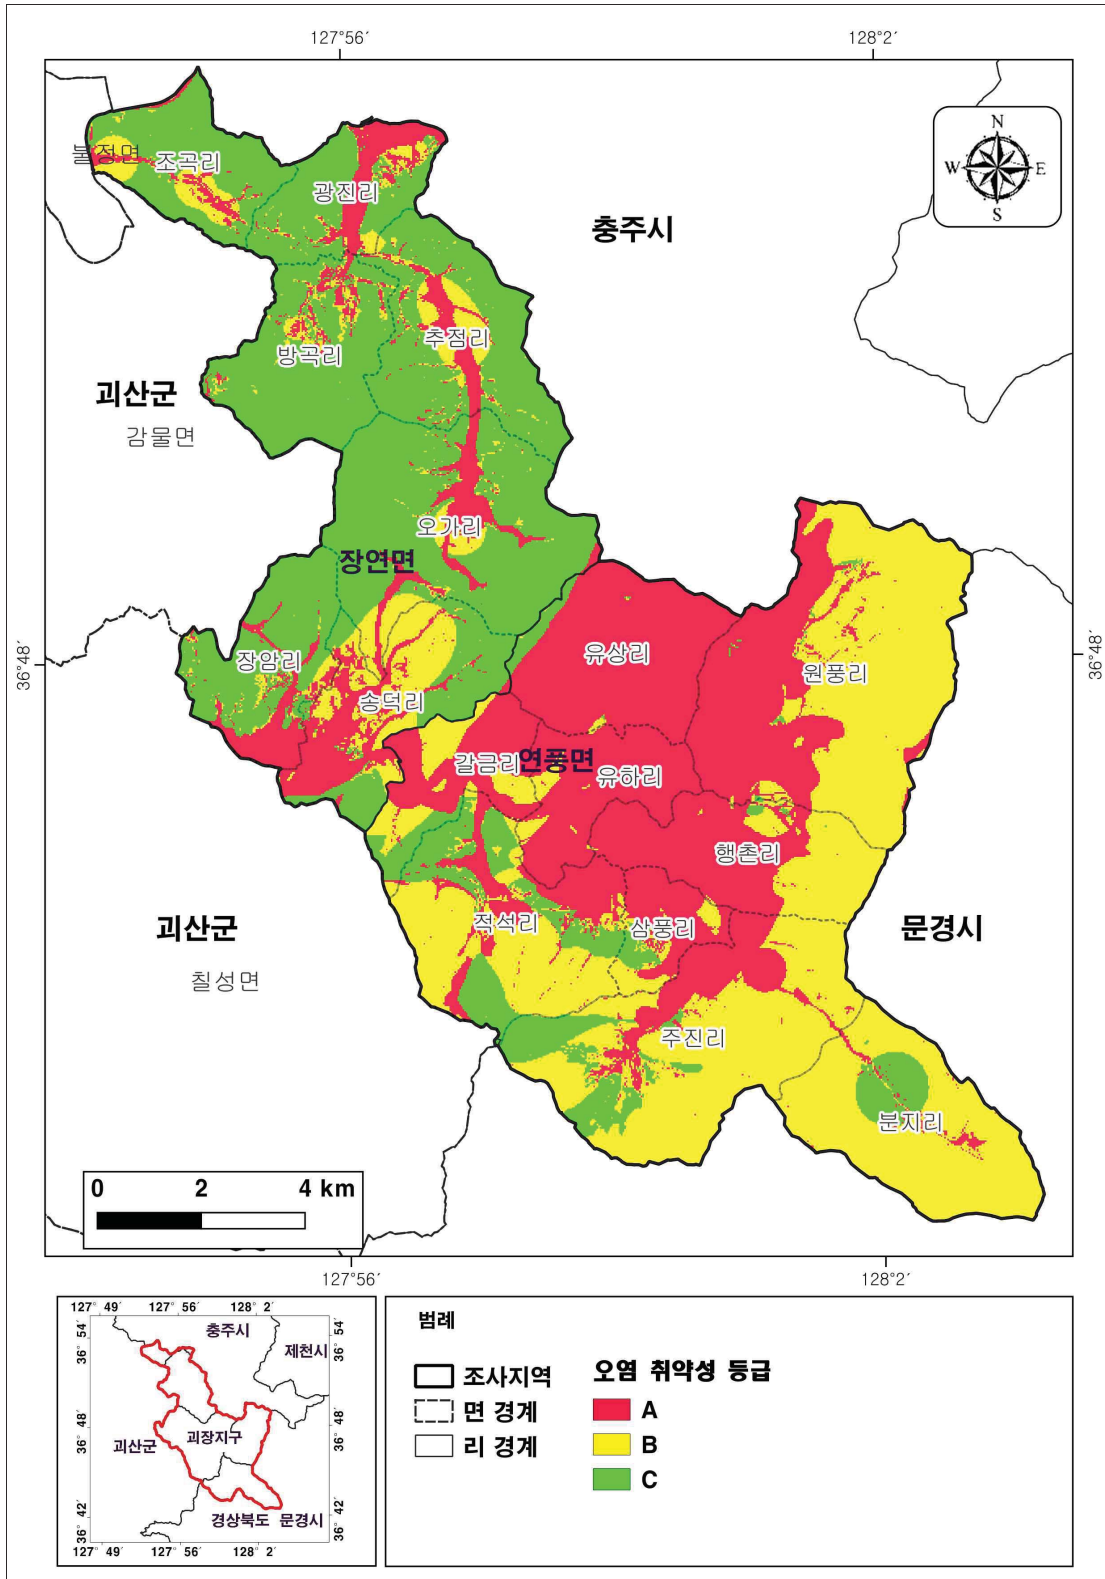 127°56′ 128°2′
N
W E
S
불정면
조곡리
광진리
충주시
추점리
방곡리
괴산군
감물면
오가리
장연면
36°48′ 36°48′
유상리
장암리
원풍리
송덕리
갈금리
연풍면
유하리
행촌리
적석리
삼풍리
괴산군
문경시
칠성면
주진리
분지리
0 2 4 km
127°56′ 128°2′
127° 49′ 127° 56′ 128° 2′
36° 54′ 36° 54′
충주시
제천시
36° 48′ 36° 48′
괴장지구
괴산군
36° 42′ 36° 42′
경상북도 문경시
127° 49′ 127° 56′ 128° 2′
범례
조사지역
면 경계
리 경계
오염 취약성 등급
A
B
C